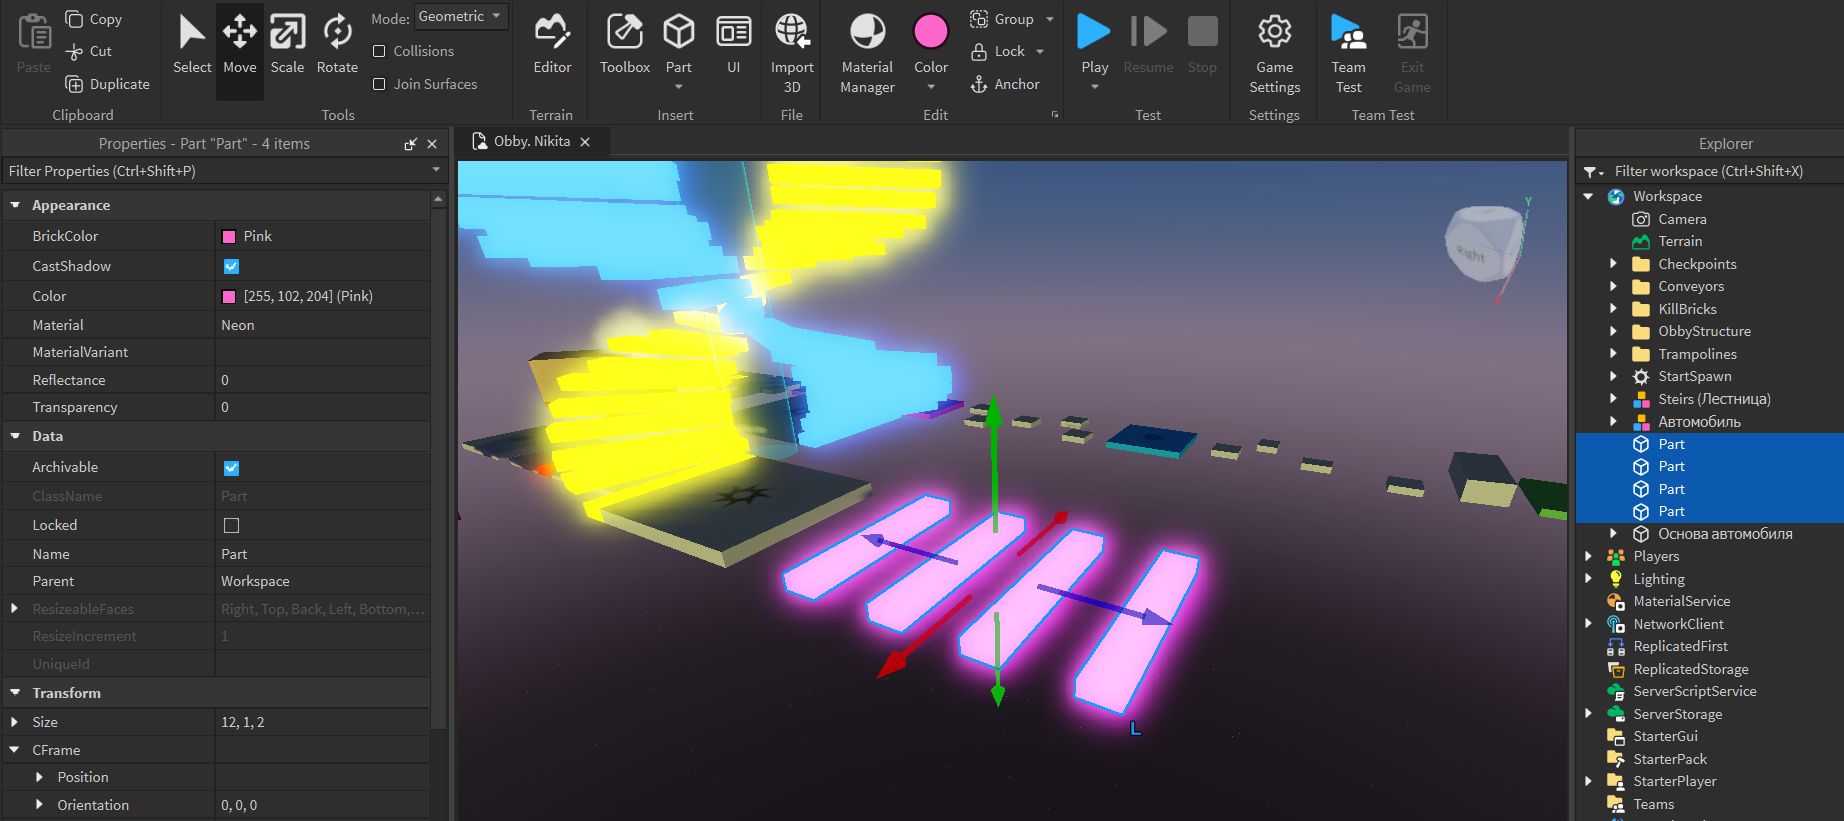 Paste
Copy
Cut
Duplicate
Clipboard
Select
Move
Scale
Rotate
Mode: Geometric
Collisions
Join Surfaces
Tools
Editor
Terrain
Toolbox
Part
UI
Insert
Import
3D
File
Material
Manager
Color
Group
Lock
Anchor
Edit
Play
Resume
Stop
Test
Game
Settings
Settings
Team
Test
Exit
Game
Team Test
Properties - Part "Part" - 4 items
Filter Properties (Ctrl+Shift+P)
Appearance
BrickColor Pink
CastShadow
Color [255, 102, 204] (Pink)
Material Neon
MaterialVariant
Reflectance 0
Transparency 0
Data
Archivable
ClassName Part
Locked
Name Part
Parent Workspace
ResizeableFaces Right, Top, Back, Left, Bottom,...
ResizeIncrement 1
UniqueId
Transform
Size 12, 1, 2
CFrame
Position
Orientation 0, 0, 0
Obby. Nikita
Y
Right
X
L
Explorer
Filter workspace (Ctrl+Shift+X)
Workspace
Camera
Terrain
Checkpoints
Conveyors
KillBricks
ObbyStructure
Trampolines
StartSpawn
Steirs (Лестница)
Автомобиль
Part
Part
Part
Part
Основа автомобиля
Players
Lighting
MaterialService
NetworkClient
ReplicatedFirst
ReplicatedStorage
ServerScriptService
ServerStorage
StarterGui
StarterPack
StarterPlayer
Teams